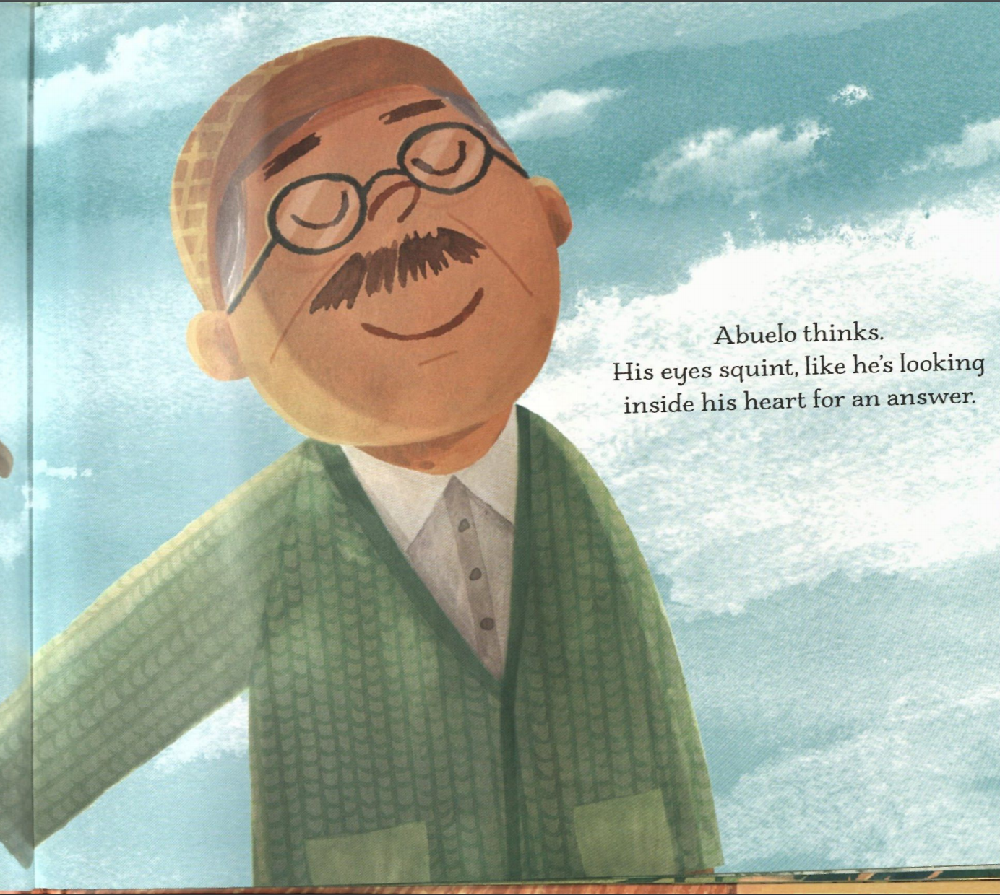 Abuelo thinks.
His eyes squint, like he's looking
inside his heart for an answer.